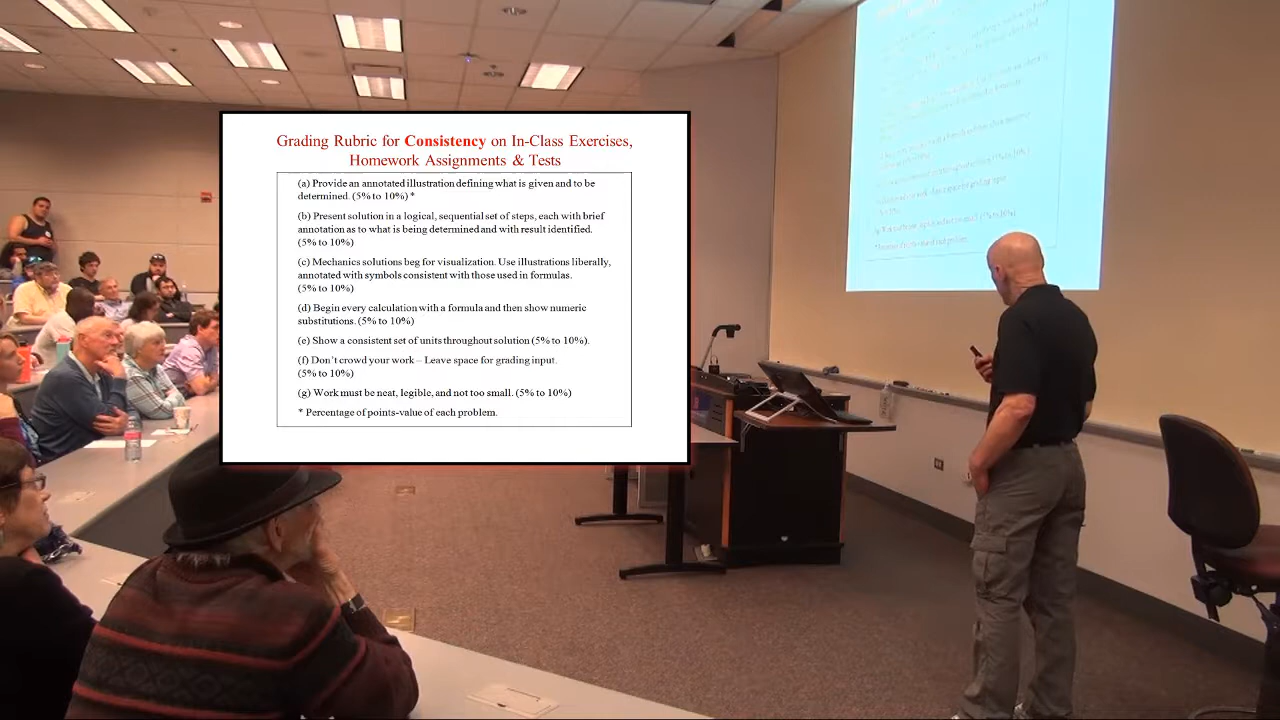 Grading Rubric for Consistency on In-Class Exercises,
Homework Assignments & Tests
(a) Provide an annotated illustration defining what is given and to be
determined. (5% to 10%) *
(b) Present solution in a logical, sequential set of steps, each with brief
annotation as to what is being determined and with result identified.
(5% to 10%)
(c) Mechanics solutions beg for visualization. Use illustrations liberally,
annotated with symbols consistent with those used in formulas.
(5% to 10%)
(d) Begin every calculation with a formula and then show numeric
substitutions. (5% to 10%)
(e) Show a consistent set of units throughout solution (5% to 10%).
(f) Don't crowd your work – Leave space for grading input.
(5% to 10%)
(g) Work must be neat, legible, and not too small. (5% to 10%)
* Percentage of points-value of each problem.